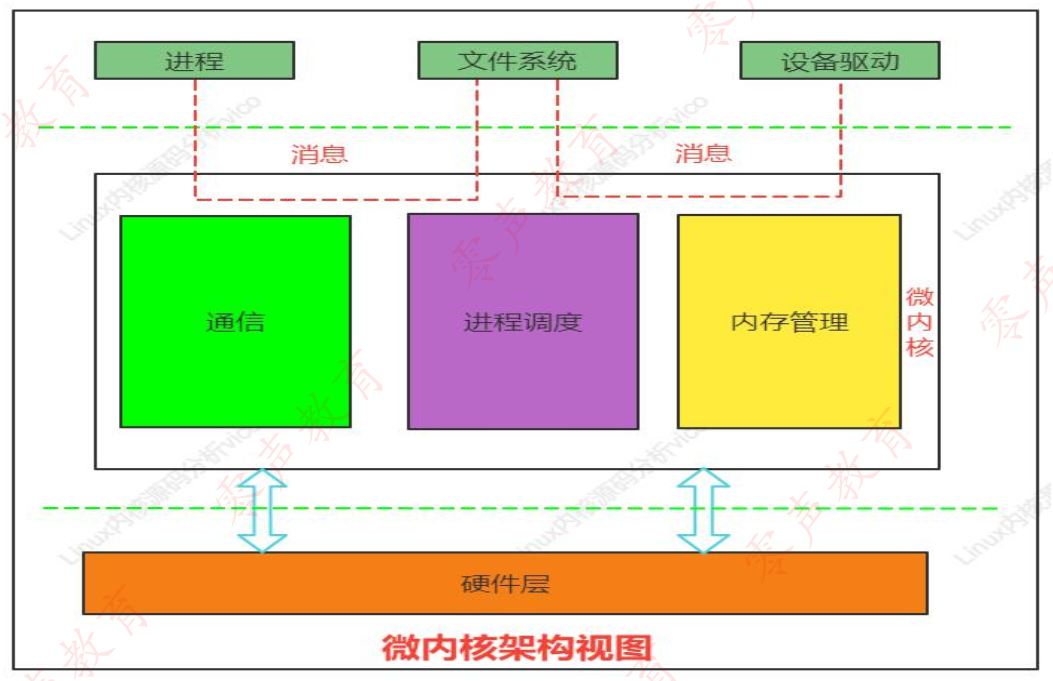 进程
文件系统
设备驱动
消息
消息
通信
进程调度
内存管理
微内核
硬件层
微内核架构视图
零声教育
Linux内核源码分析vico